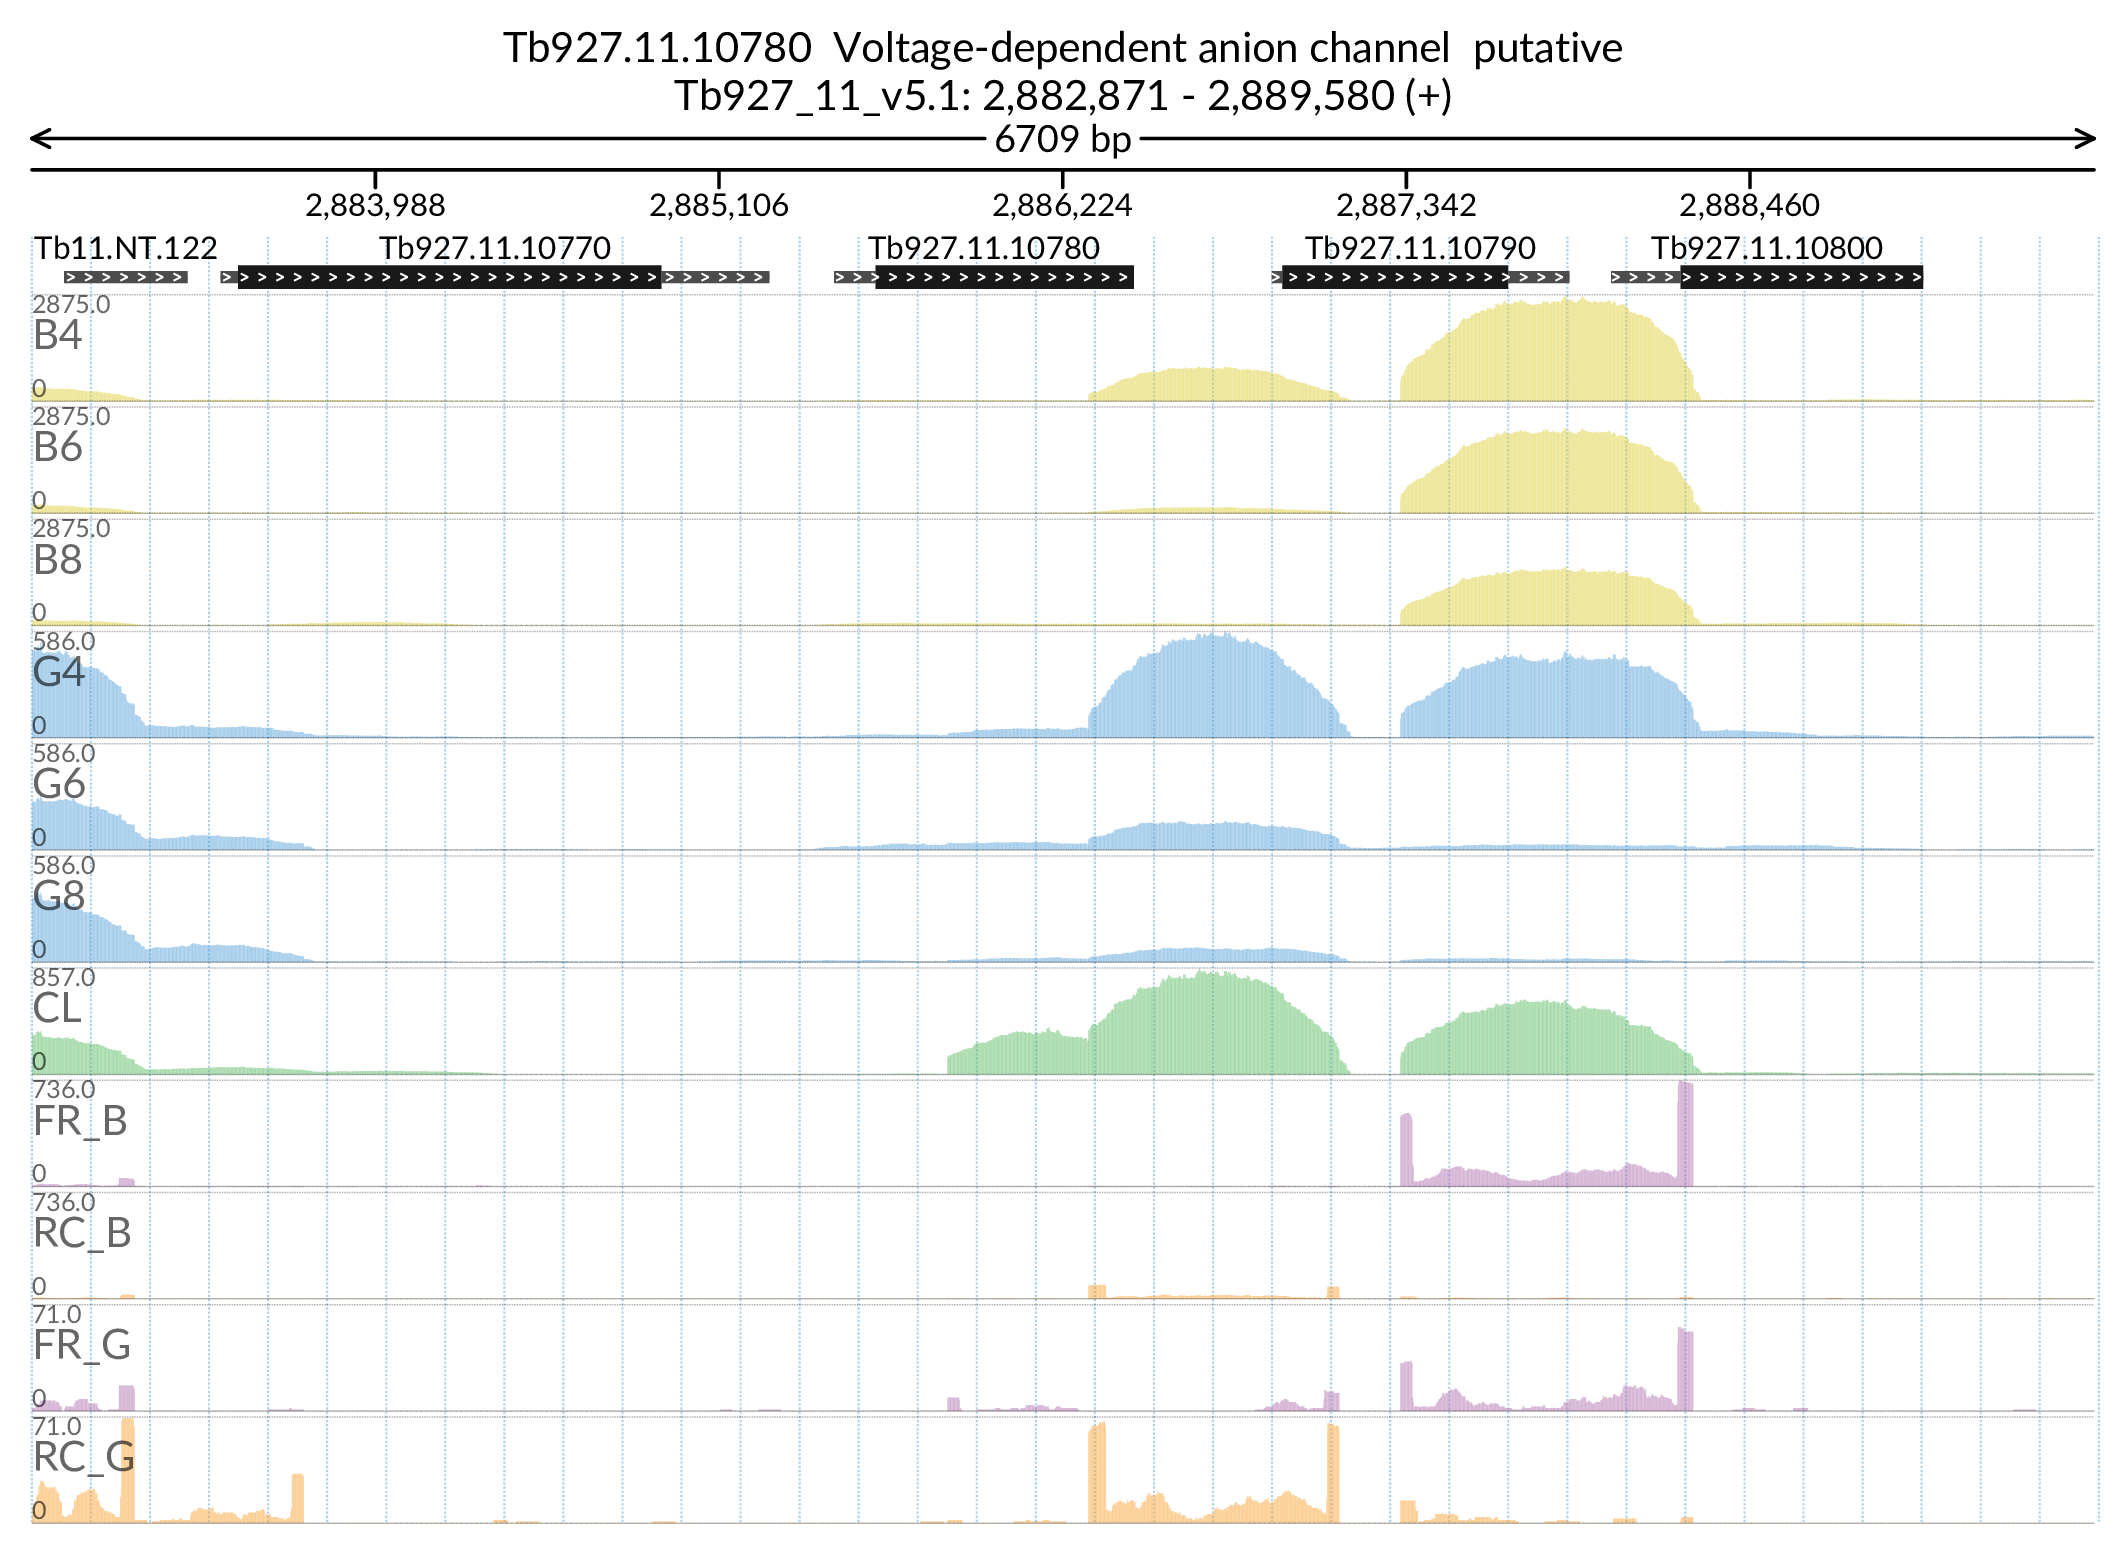 Tb927.11.10780 Voltage-dependent anion channel putative
Tb927_11_v5.1: 2,882,871 - 2,889,580 (+)
6709 bp
2,883,988 2,885,106 2,886,224 2,887,342 2,888,460
Tb11.NT.122 Tb927.11.10770 Tb927.11.10780 Tb927.11.10790 Tb927.11.10800
2875.0
B4
0
2875.0
B6
0
2875.0
B8
0
586.0
G4
0
586.0
G6
0
586.0
G8
0
857.0
CL
0
736.0
FR_B
0
736.0
RC_B
0
71.0
FR_G
0
71.0
RC_G
0